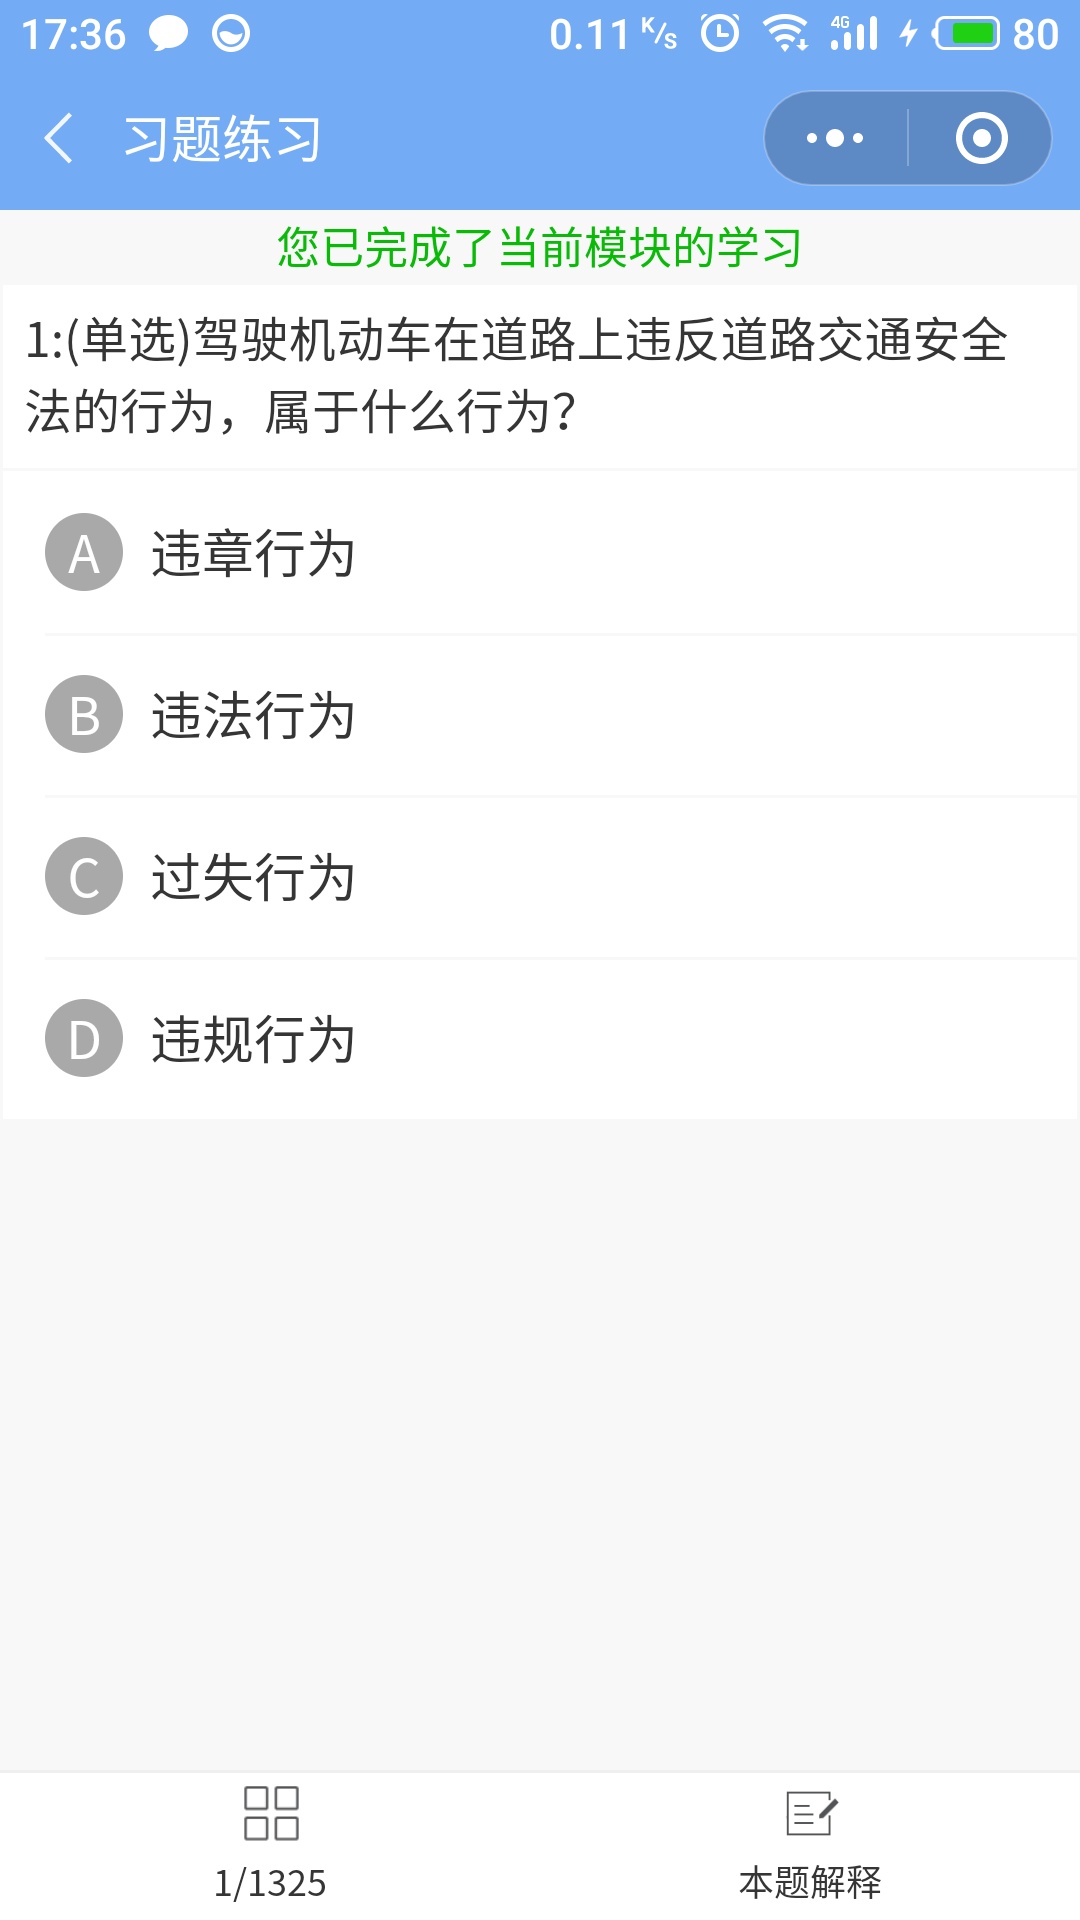 17:36 0.11 K/s 4G 80
习题练习
您已完成了当前模块的学习
1:(单选)驾驶机动车在道路上违反道路交通安全
法的行为，属于什么行为？
A 违章行为
B 违法行为
C 过失行为
D 违规行为
1/1325 本题解释